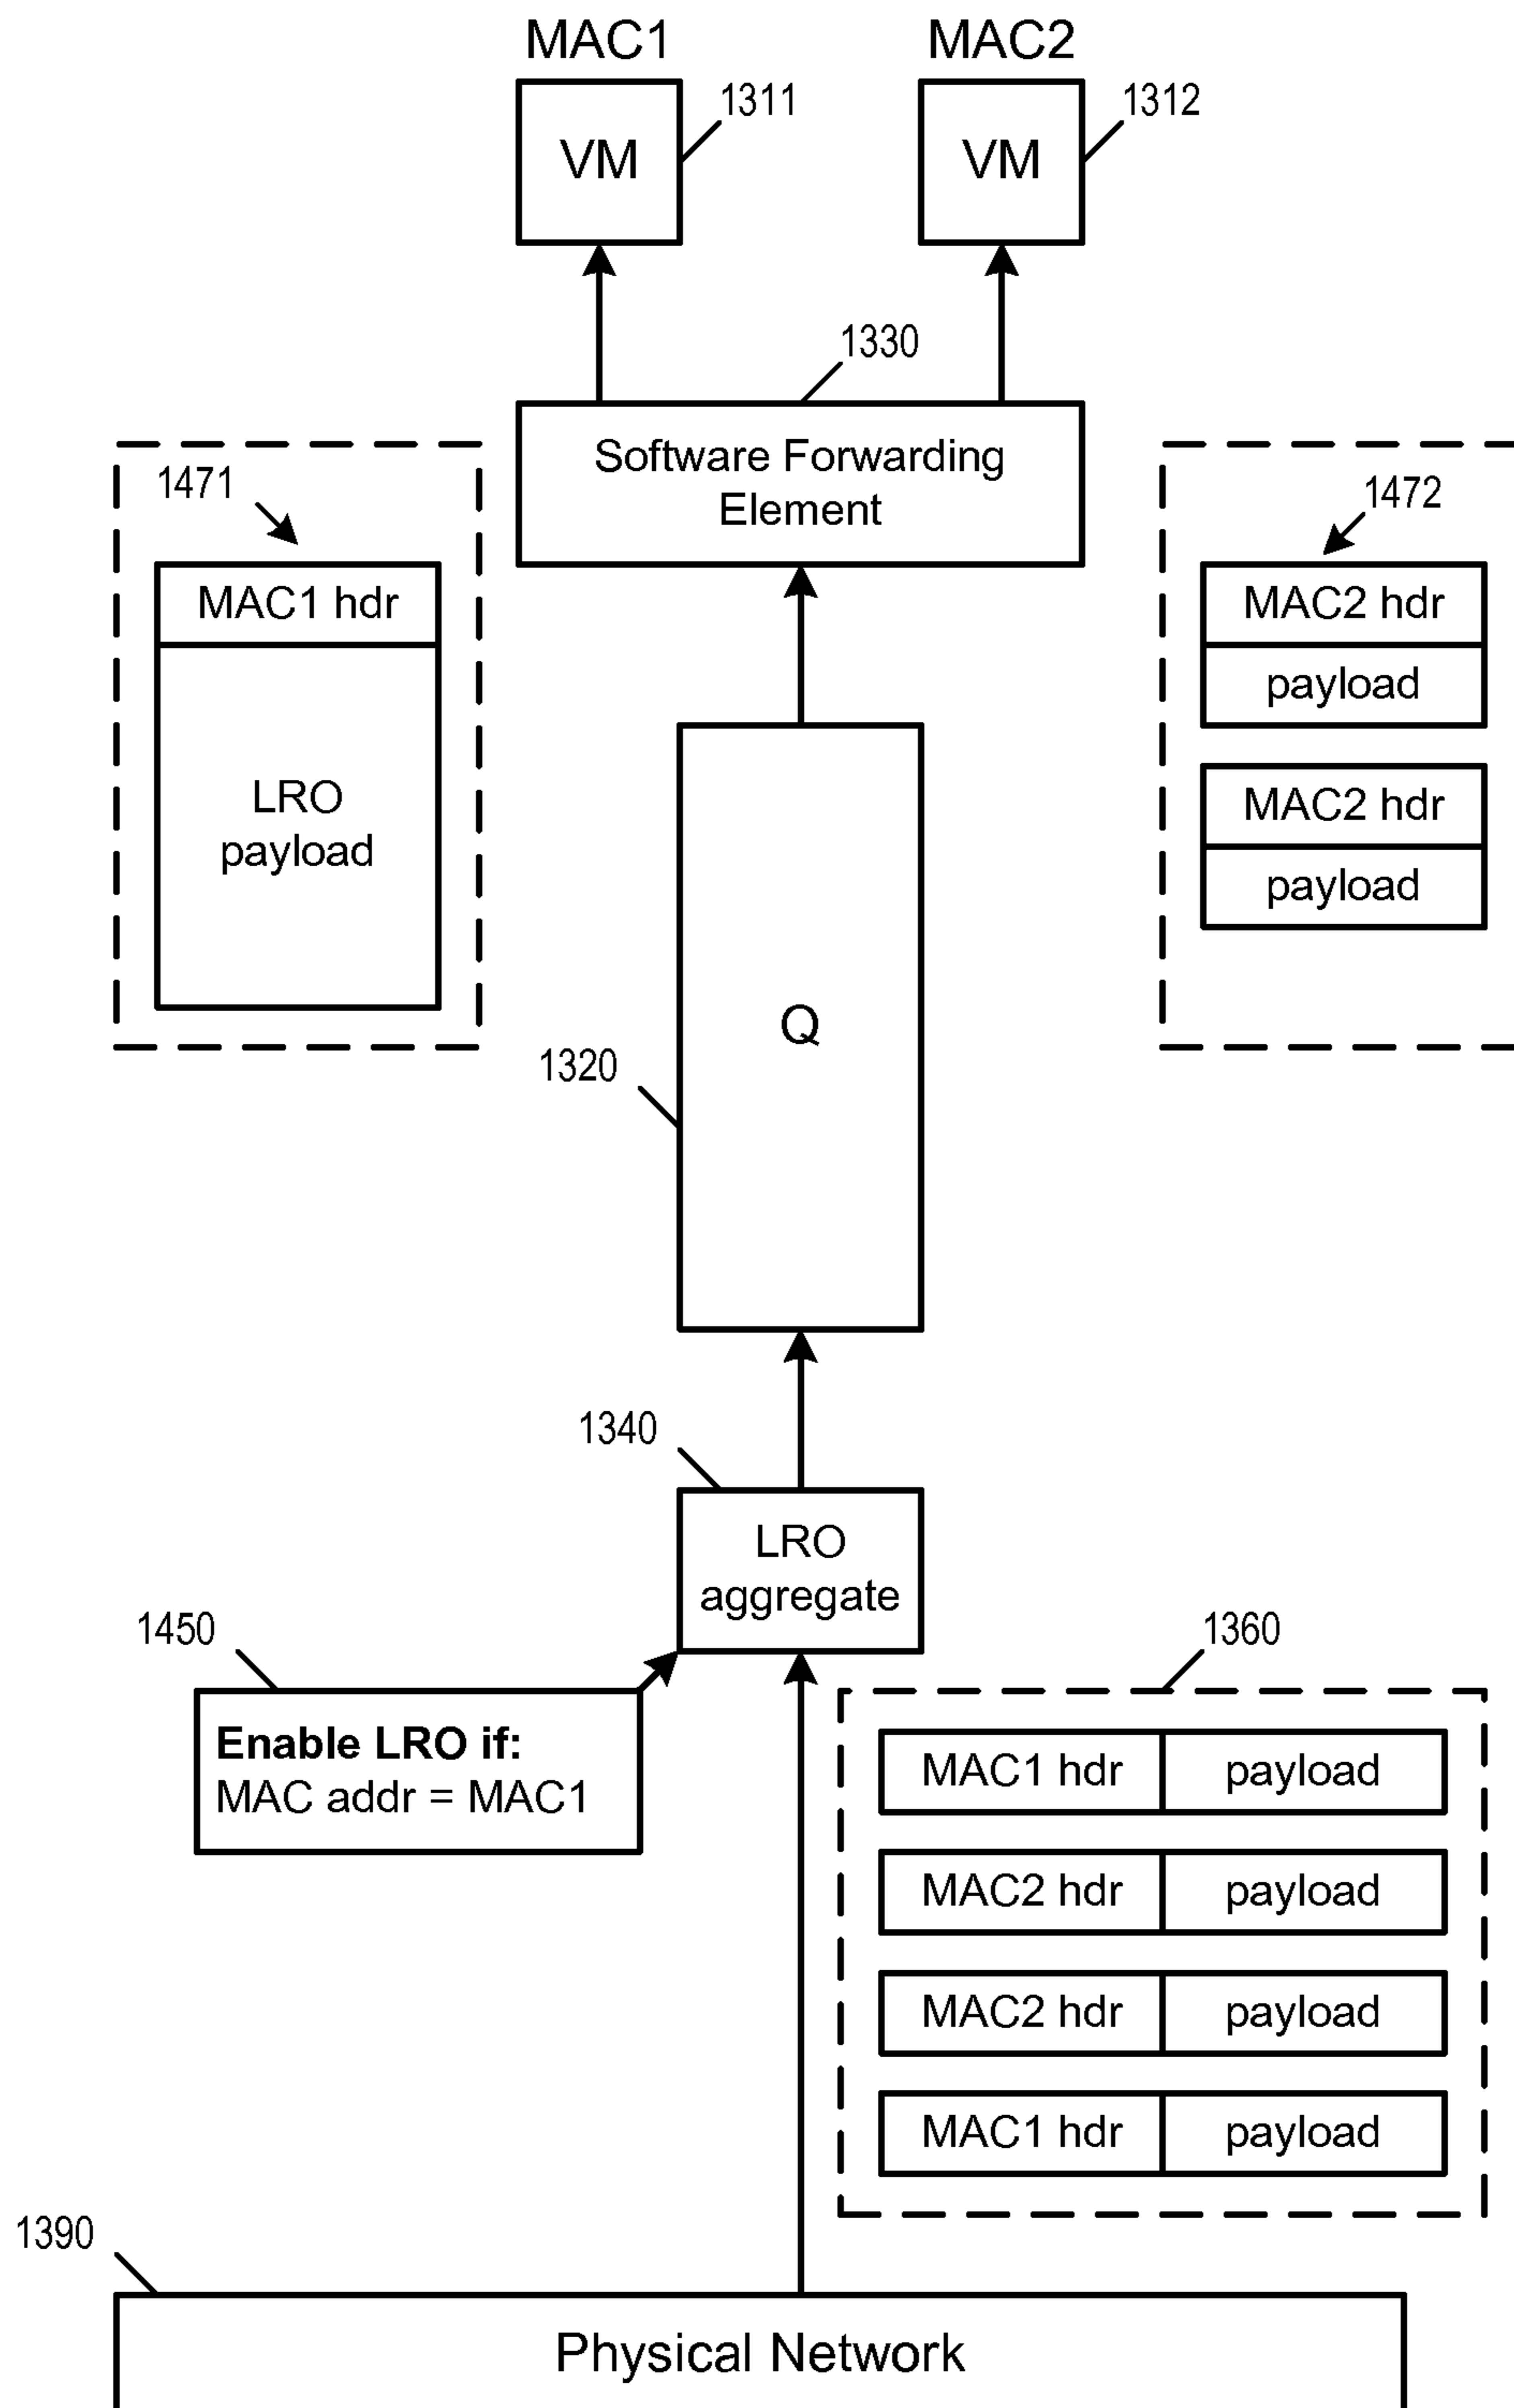 MAC1
MAC2
1311
1312
VM
VM
1330
Software Forwarding
Element
1471
1472
MAC1 hdr
LRO
payload
MAC2 hdr
payload
MAC2 hdr
payload
Q
1320
1340
LRO
aggregate
1450
Enable LRO if:
MAC addr = MAC1
1360
MAC1 hdr payload
MAC2 hdr payload
MAC2 hdr payload
MAC1 hdr payload
1390
Physical Network